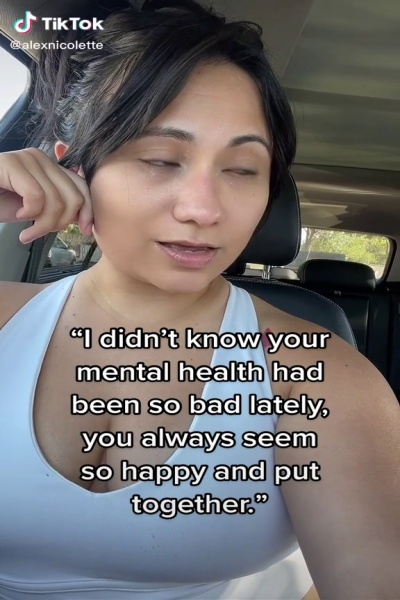 TikTok
@alexnicolette
“I didn’t know your
mental health had
been so bad lately,
you always seem
so happy and put
together.”